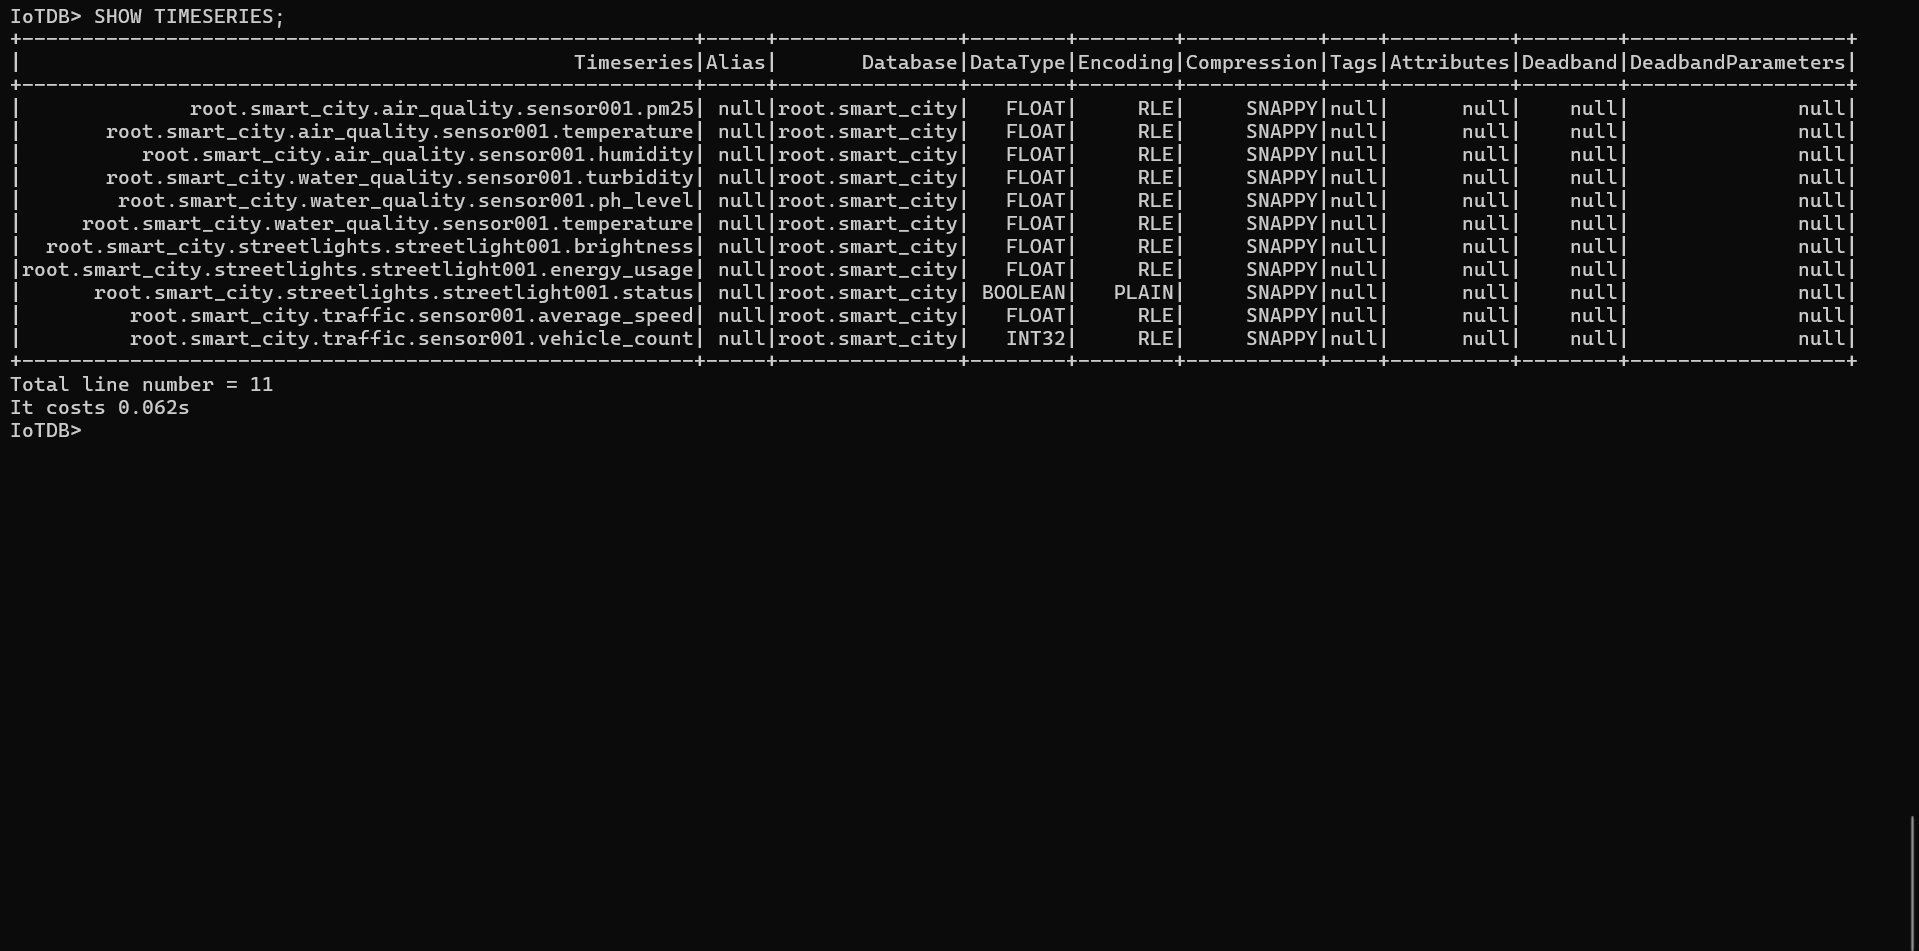 IoTDB> SHOW TIMESERIES;
+--------------------------------------------------------+-----+---------------+--------+--------+-----------+----+----------+--------+------------------+
|                                              Timeseries|Alias|       Database|DataType|Encoding|Compression|Tags|Attributes|Deadband|DeadbandParameters|
+--------------------------------------------------------+-----+---------------+--------+--------+-----------+----+----------+--------+------------------+
|              root.smart_city.air_quality.sensor001.pm25| null|root.smart_city|   FLOAT|     RLE|     SNAPPY|null|      null|    null|              null|
|       root.smart_city.air_quality.sensor001.temperature| null|root.smart_city|   FLOAT|     RLE|     SNAPPY|null|      null|    null|              null|
|          root.smart_city.air_quality.sensor001.humidity| null|root.smart_city|   FLOAT|     RLE|     SNAPPY|null|      null|    null|              null|
|       root.smart_city.water_quality.sensor001.turbidity| null|root.smart_city|   FLOAT|     RLE|     SNAPPY|null|      null|    null|              null|
|        root.smart_city.water_quality.sensor001.ph_level| null|root.smart_city|   FLOAT|     RLE|     SNAPPY|null|      null|    null|              null|
|     root.smart_city.water_quality.sensor001.temperature| null|root.smart_city|   FLOAT|     RLE|     SNAPPY|null|      null|    null|              null|
|  root.smart_city.streetlights.streetlight001.brightness| null|root.smart_city|   FLOAT|     RLE|     SNAPPY|null|      null|    null|              null|
|root.smart_city.streetlights.streetlight001.energy_usage| null|root.smart_city|   FLOAT|     RLE|     SNAPPY|null|      null|    null|              null|
|      root.smart_city.streetlights.streetlight001.status| null|root.smart_city| BOOLEAN|   PLAIN|     SNAPPY|null|      null|    null|              null|
|         root.smart_city.traffic.sensor001.average_speed| null|root.smart_city|   FLOAT|     RLE|     SNAPPY|null|      null|    null|              null|
|         root.smart_city.traffic.sensor001.vehicle_count| null|root.smart_city|   INT32|     RLE|     SNAPPY|null|      null|    null|              null|
+--------------------------------------------------------+-----+---------------+--------+--------+-----------+----+----------+--------+------------------+
Total line number = 11
It costs 0.062s
IoTDB>